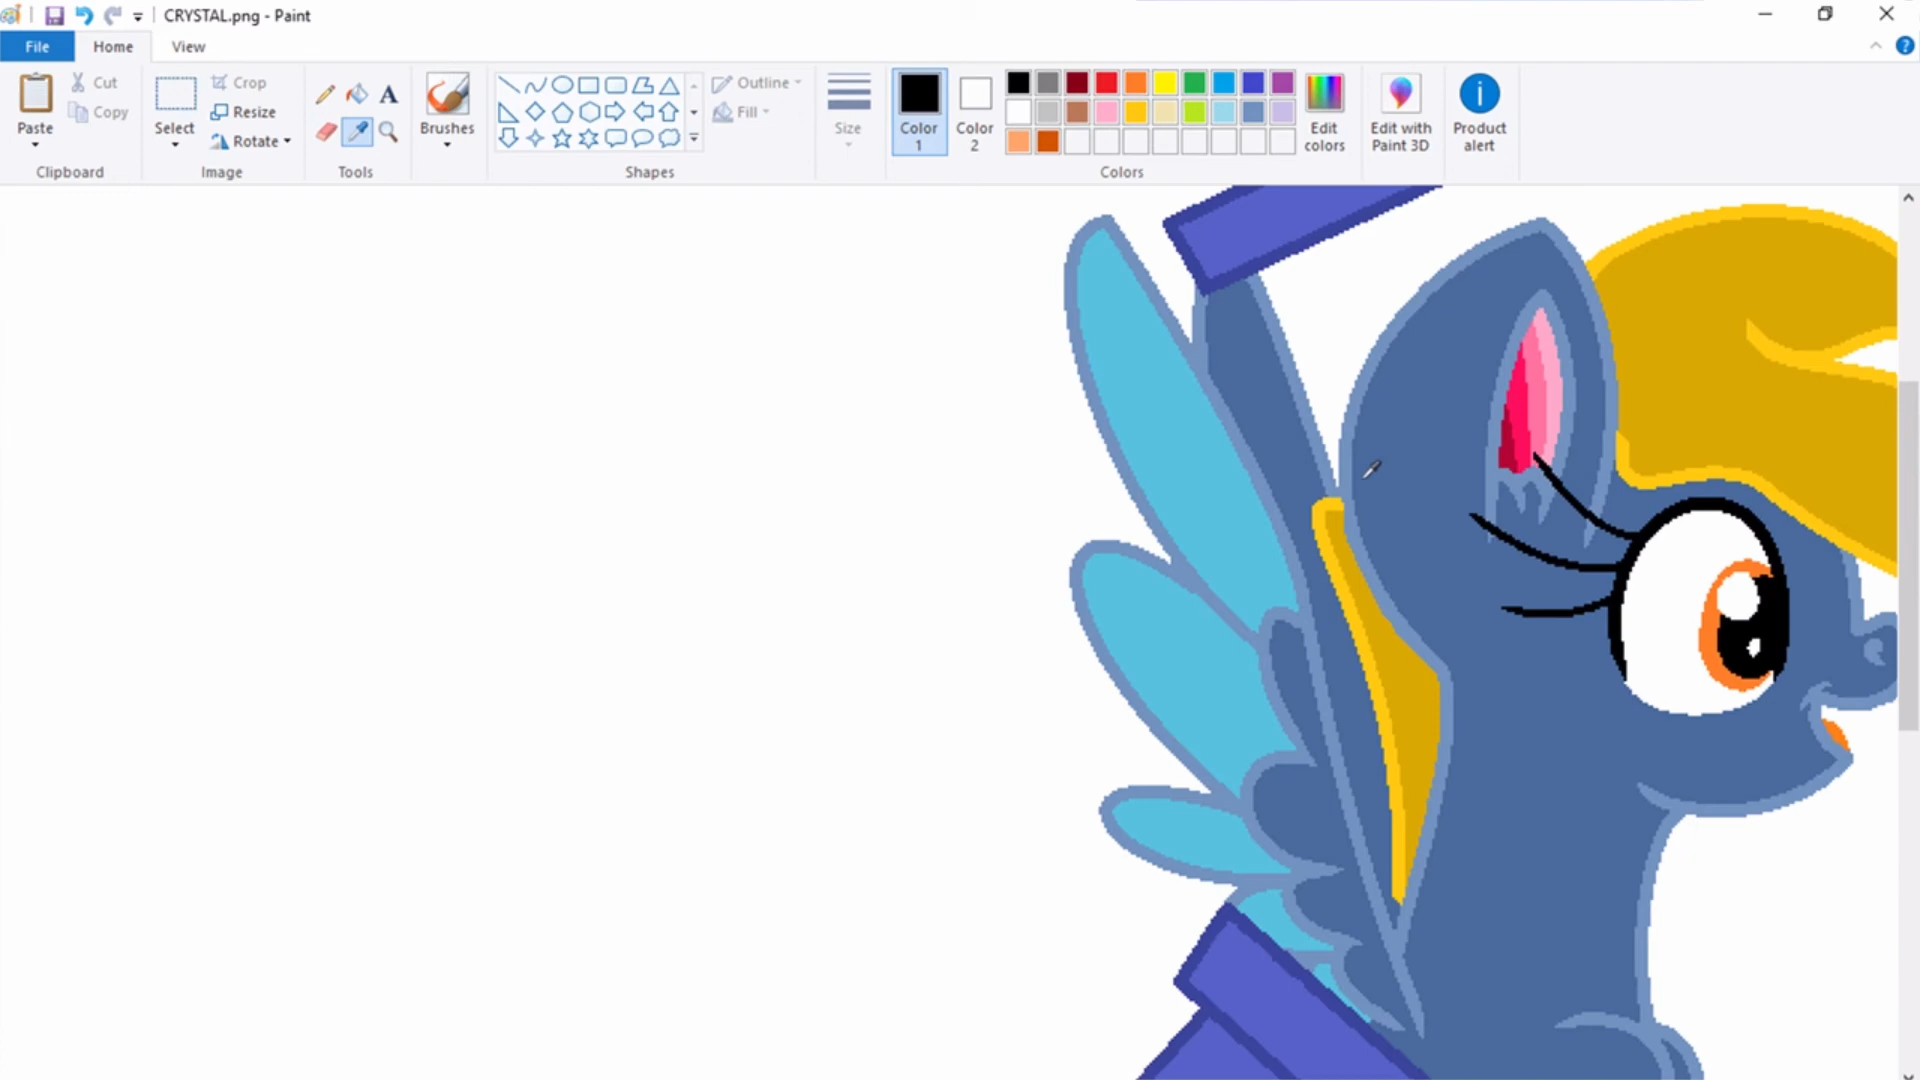 CRYSTAL.png - Paint
File Home View
Paste
Cut
Copy
Clipboard
Select
Crop
Resize
Rotate
Image
A
Tools
Brushes
Shapes
Outline
Fill
Size
Color 1
Color 2
Edit colors
Colors
Edit with Paint 3D
Product alert